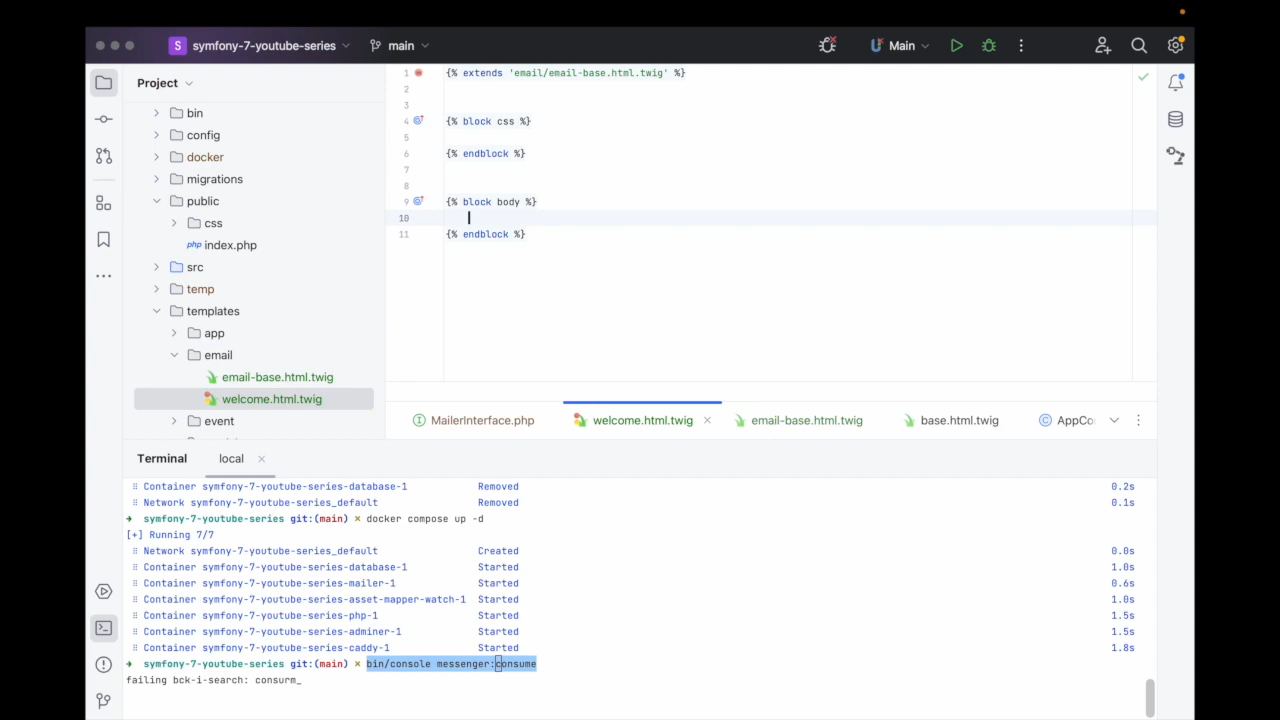 S symfony-7-youtube-series main Main
Project
bin
config
docker
migrations
public
css
php index.php
src
temp
templates
app
email
email-base.html.twig
welcome.html.twig
event
1 {% extends 'email/email-base.html.twig' %}
2
3
4 {% block css %}
5
6 {% endblock %}
7
8
9 {% block body %}
10
11 {% endblock %}
MailerInterface.php welcome.html.twig email-base.html.twig base.html.twig AppCo
Terminal local
Container symfony-7-youtube-series-database-1 Removed 0.2s
Network symfony-7-youtube-series_default Removed 0.1s
➜ symfony-7-youtube-series git:(main) ✗ docker compose up -d
[+] Running 7/7
Network symfony-7-youtube-series_default Created 0.0s
Container symfony-7-youtube-series-database-1 Started 1.0s
Container symfony-7-youtube-series-mailer-1 Started 0.6s
Container symfony-7-youtube-series-asset-mapper-watch-1 Started 1.0s
Container symfony-7-youtube-series-php-1 Started 1.5s
Container symfony-7-youtube-series-adminer-1 Started 1.5s
Container symfony-7-youtube-series-caddy-1 Started 1.8s
➜ symfony-7-youtube-series git:(main) ✗ bin/console messenger:consume
failing bck-i-search: consurm_